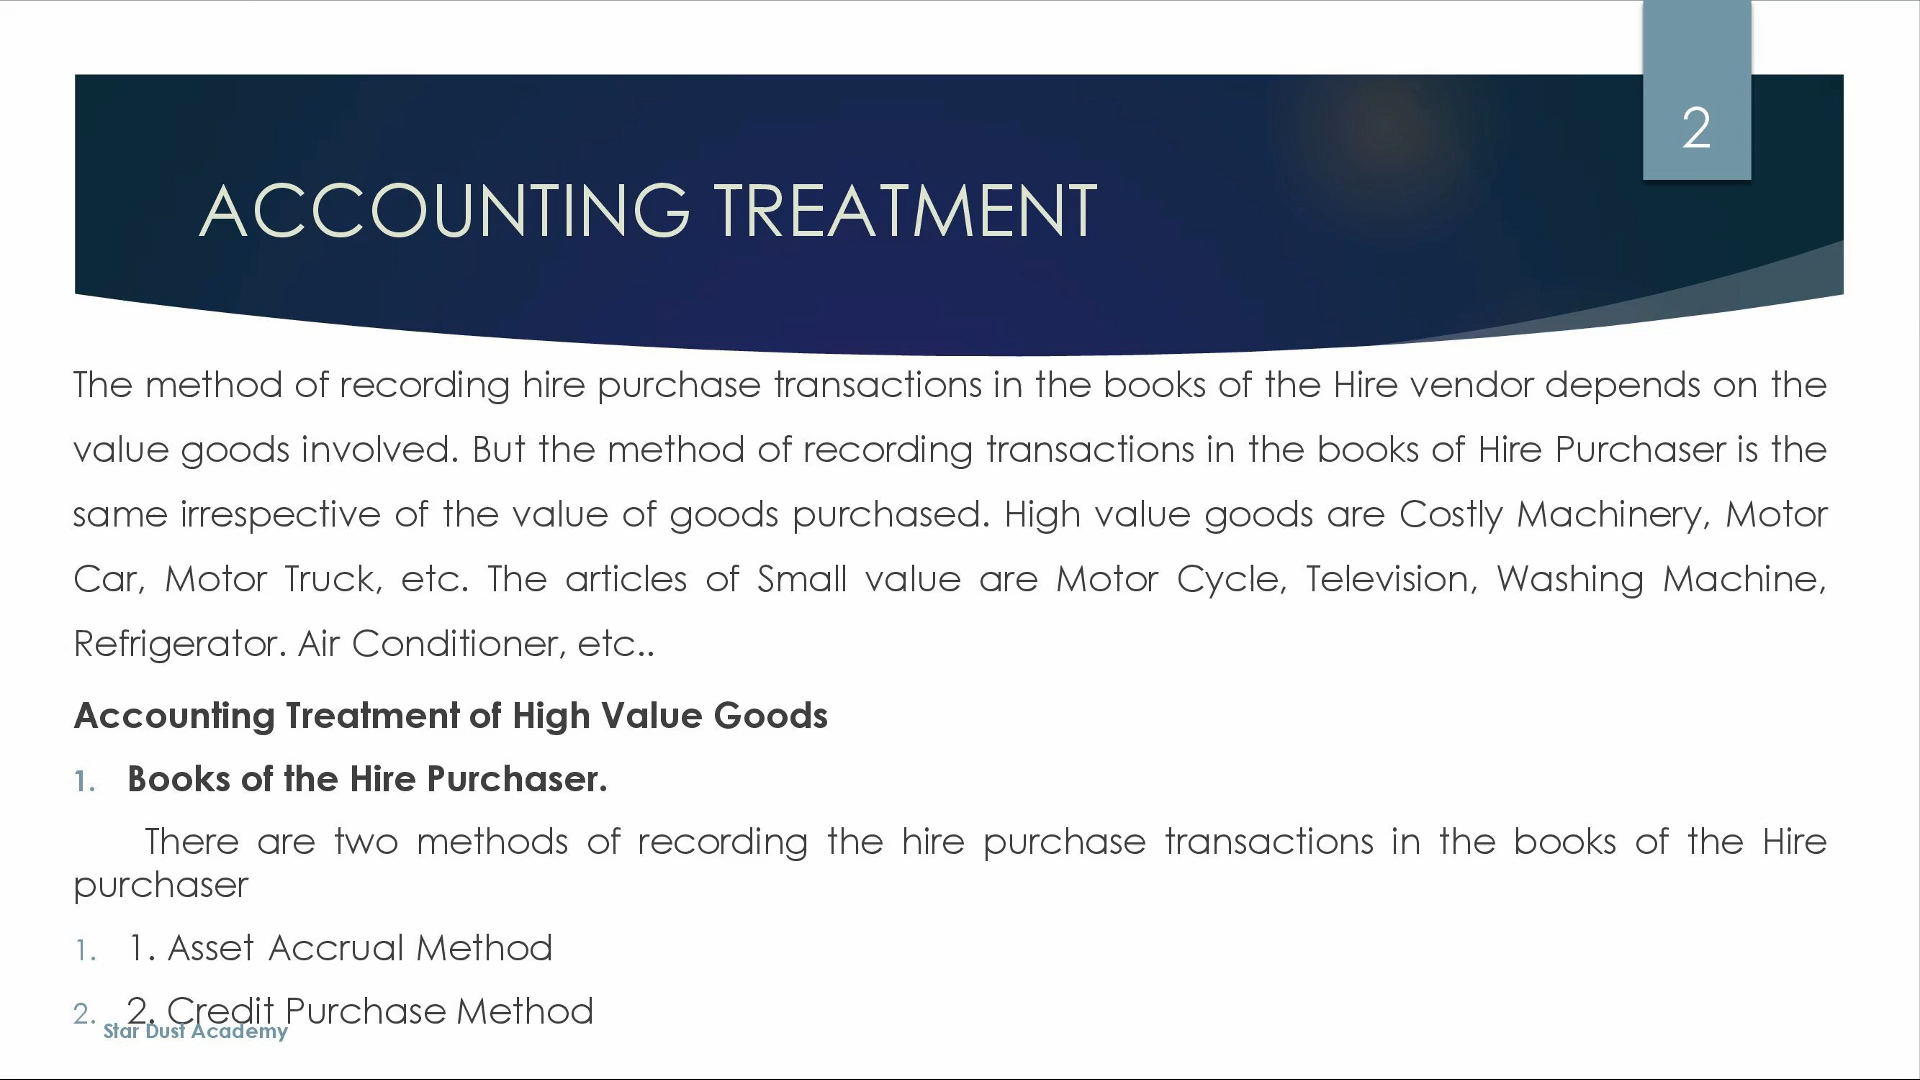 2
ACCOUNTING TREATMENT
The method of recording hire purchase transactions in the books of the Hire vendor depends on the
value goods involved. But the method of recording transactions in the books of Hire Purchaser is the
same irrespective of the value of goods purchased. High value goods are Costly Machinery, Motor
Car, Motor Truck, etc. The articles of Small value are Motor Cycle, Television, Washing Machine,
Refrigerator. Air Conditioner, etc..
Accounting Treatment of High Value Goods
1. Books of the Hire Purchaser.
There are two methods of recording the hire purchase transactions in the books of the Hire
purchaser
1. 1. Asset Accrual Method
2. 2. Credit Purchase Method
Star Dust Academy